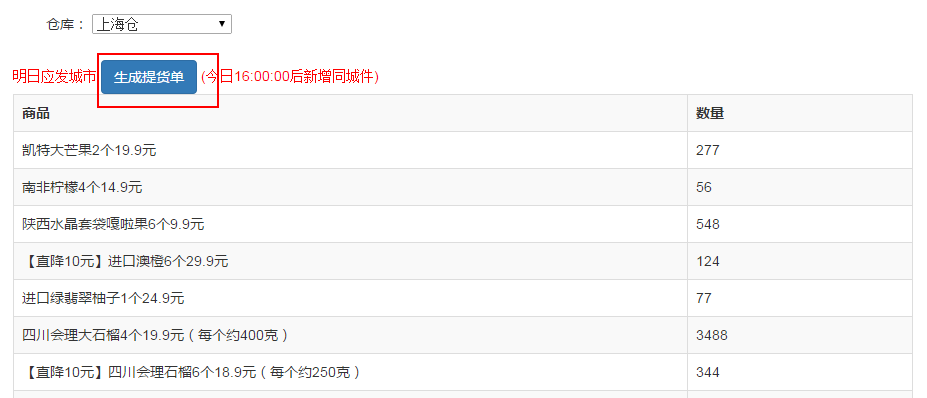 仓库： 上海仓
明日应发城市 生成提货单 (今日16:00:00后新增同城件)
商品 数量
凯特大芒果2个19.9元 277
南非柠檬4个14.9元 56
陕西水晶套袋嘎啦果6个9.9元 548
【直降10元】进口澳橙6个29.9元 124
进口绿翡翠柚子1个24.9元 77
四川会理大石榴4个19.9元（每个约400克） 3488
【直降10元】四川会理石榴6个18.9元（每个约250克） 344